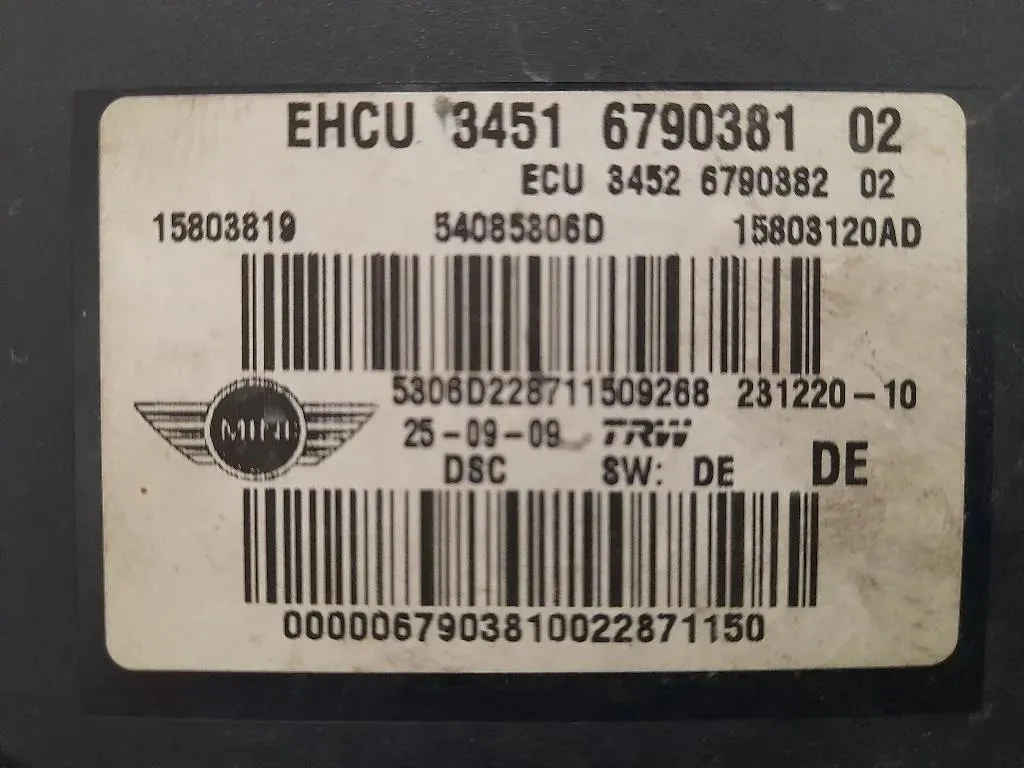 EHCU 3451 6790381 02
ECU 3452 6790382 02
15803819 54085806D 15803120AD
5306D228711509268 231220-10
MINI
25-09-09 TRW
DSC SW: DE DE
0000067903810022871150